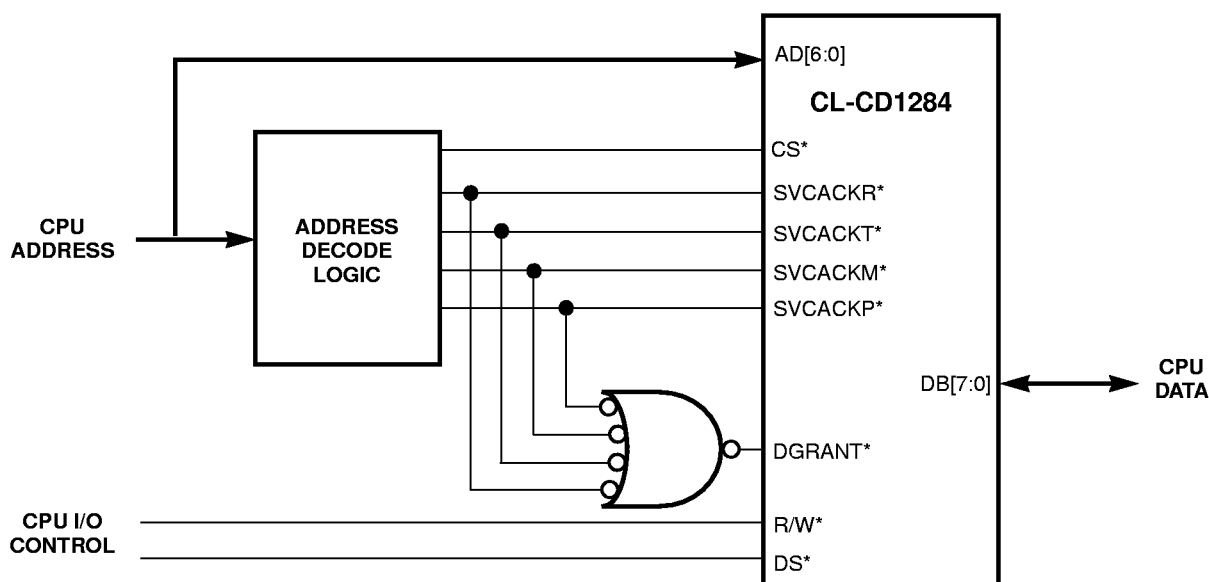 AD[6:0]
CL-CD1284
CS*
SVCACKR*
CPU
ADDRESS
ADDRESS
DECODE
LOGIC
SVCACKT*
SVCACKM*
SVCACKP*
DB[7:0]
CPU
DATA
DGRANT*
CPU I/O
CONTROL
R/W*
DS*